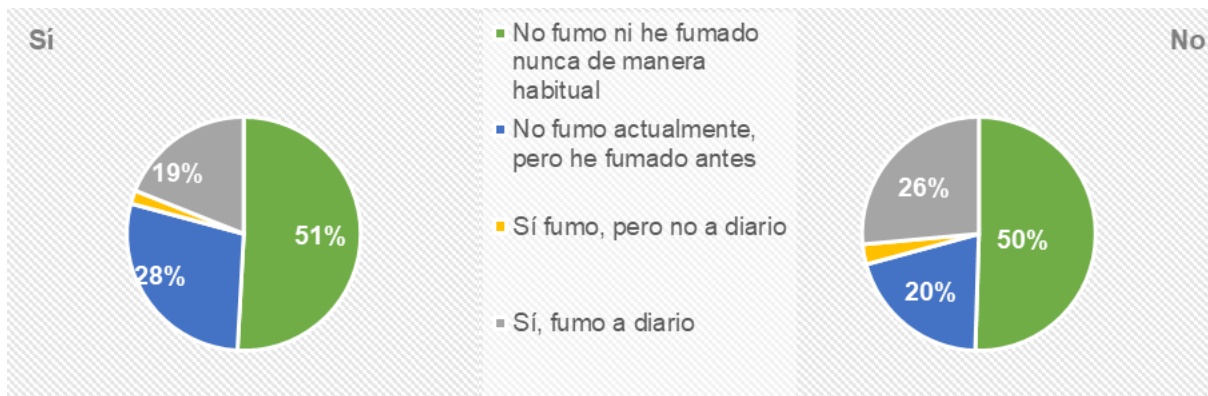 Sí
51%
28%
19%
No fumo ni he fumado
nunca de manera
habitual
No fumo actualmente,
pero he fumado antes
Sí fumo, pero no a diario
Sí, fumo a diario
No
50%
20%
26%